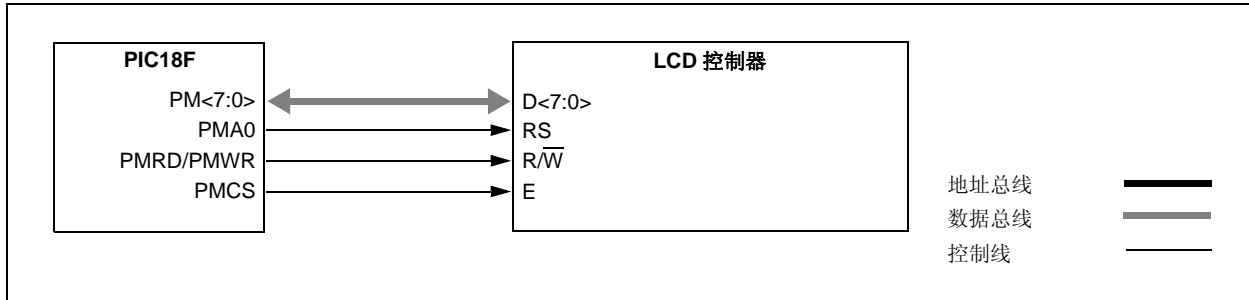 PIC18F
PM<7:0>
PMA0
PMRD/PMWR
PMCS
LCD 控制器
D<7:0>
RS
R/W̅
E
地址总线
数据总线
控制线